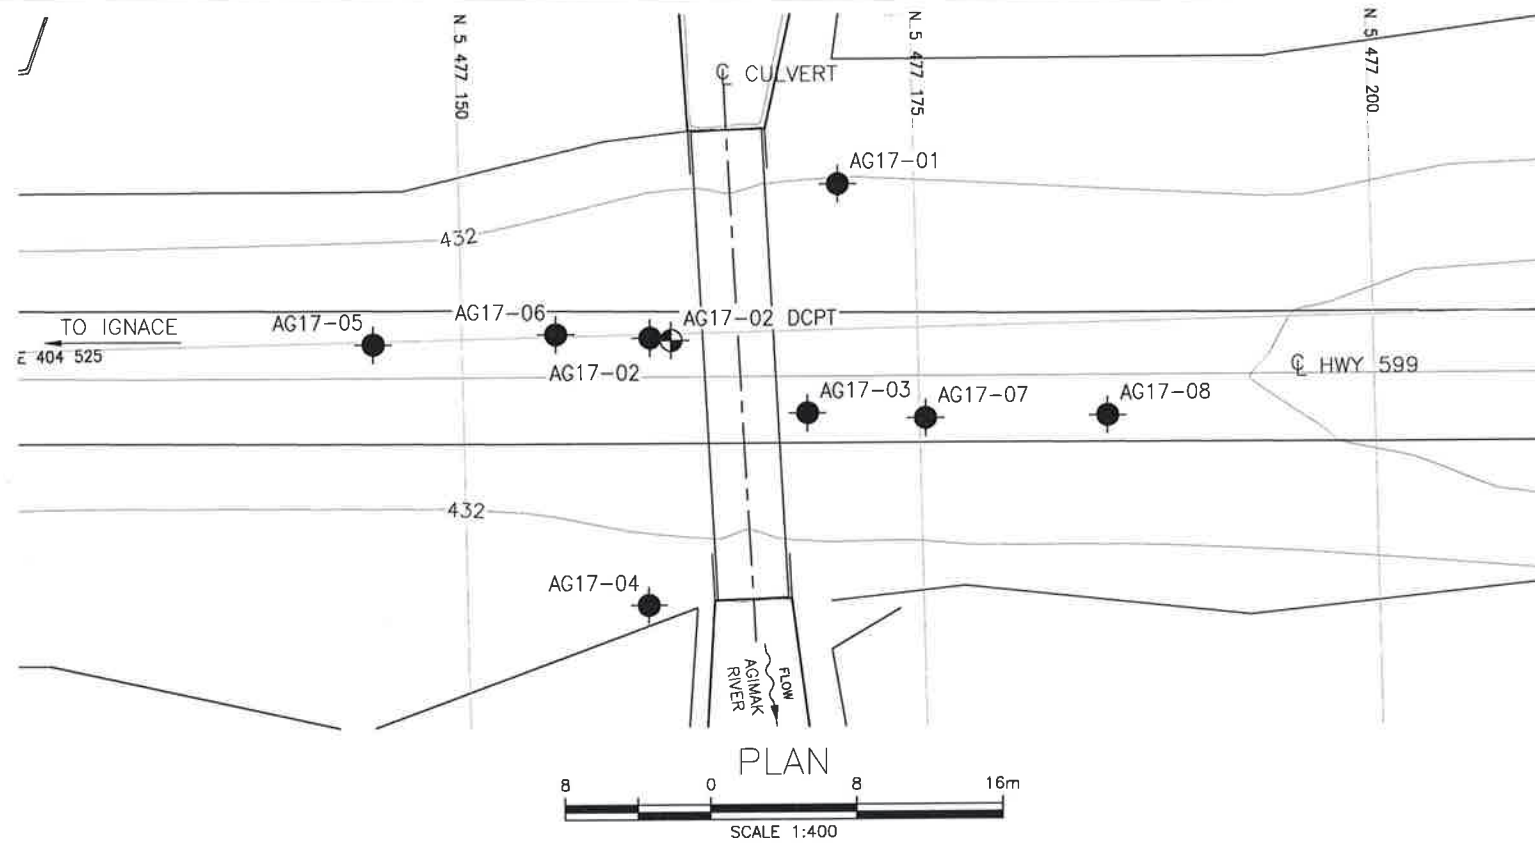 N 5 477 150
N 5 477 175
N 5 477 200
℄ CULVERT
AG17-01
432
TO IGNACE
AG17-05
AG17-06
AG17-02 DCPT
E 404 525
AG17-02
℄ HWY 599
AG17-03
AG17-07
AG17-08
432
AG17-04
FLOW
AGIMAK
RIVER
PLAN
8 0 8 16m
SCALE 1:400